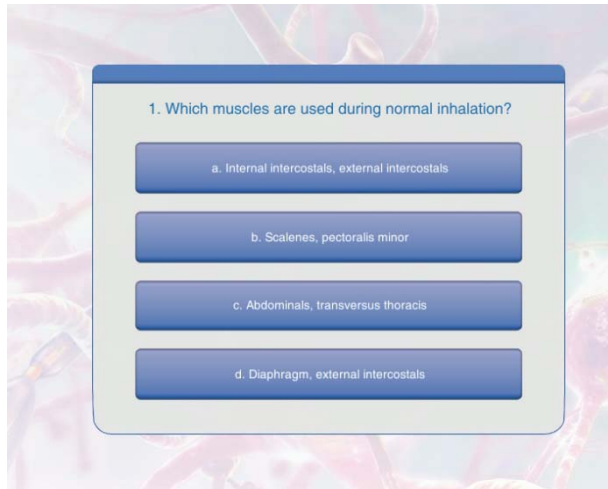 1. Which muscles are used during normal inhalation?
a. Internal intercostals, external intercostals
b. Scalenes, pectoralis minor
c. Abdominals, transversus thoracis
d. Diaphragm, external intercostals